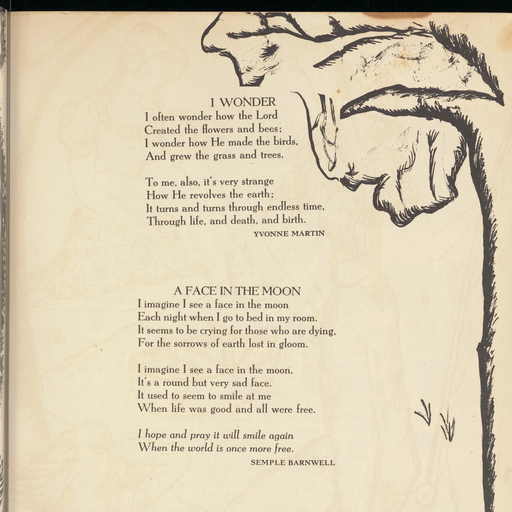 I WONDER
I often wonder how the Lord
Created the flowers and bees;
I wonder how He made the birds,
And grew the grass and trees.
To me, also, it's very strange
How He revolves the earth;
It turns and turns through endless time,
Through life, and death, and birth.
YVONNE MARTIN
A FACE IN THE MOON
I imagine I see a face in the moon
Each night when I go to bed in my room.
It seems to be crying for those who are dying,
For the sorrows of earth lost in gloom.
I imagine I see a face in the moon.
It's a round but very sad face.
It used to seem to smile at me
When life was good and all were free.
I hope and pray it will smile again
When the world is once more free.
SEMPLE BARNWELL